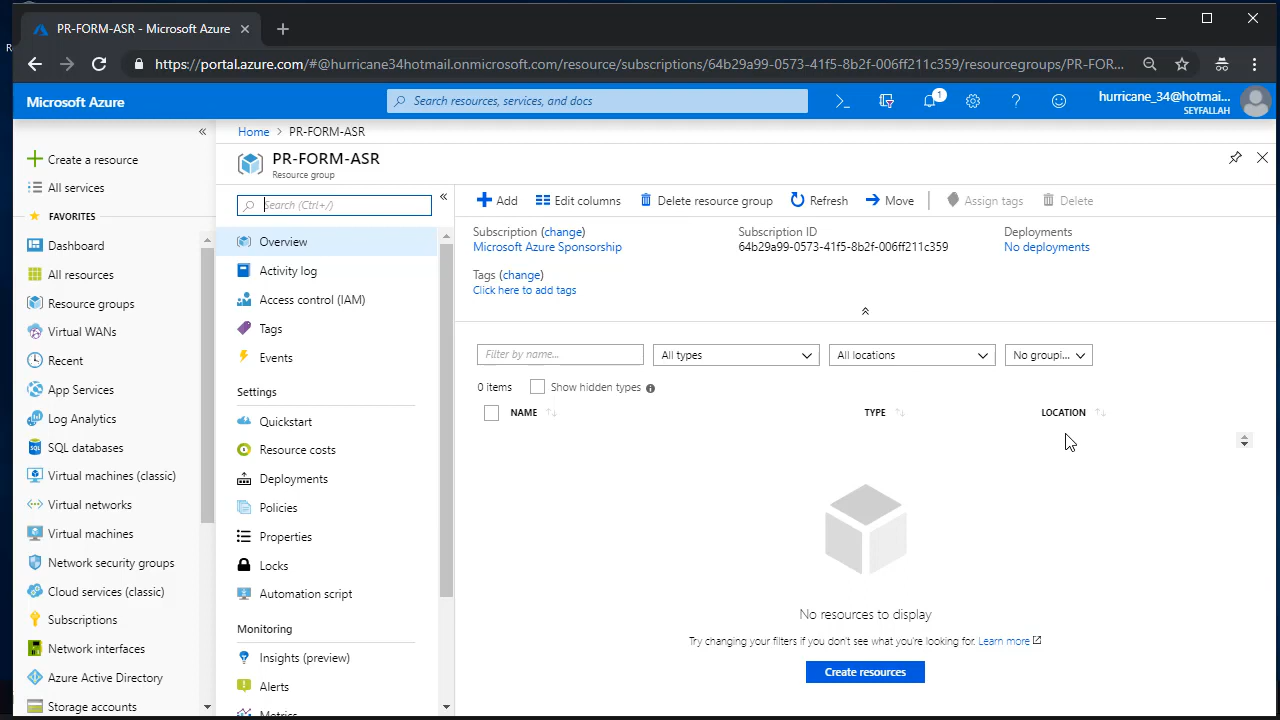 R
PR-FORM-ASR - Microsoft Azure
https://portal.azure.com/#@hurricane34hotmail.onmicrosoft.com/resource/subscriptions/64b29a99-0573-41f5-8b2f-006ff211c359/resourcegroups/PR-FOR...
Microsoft Azure
Search resources, services, and docs
1
hurricane_34@hotmai...
SEYFALLAH
Create a resource
All services
FAVORITES
Dashboard
All resources
Resource groups
Virtual WANs
Recent
App Services
Log Analytics
SQL databases
Virtual machines (classic)
Virtual networks
Virtual machines
Network security groups
Cloud services (classic)
Subscriptions
Network interfaces
Azure Active Directory
Storage accounts
Home > PR-FORM-ASR
PR-FORM-ASR
Resource group
Search (Ctrl+/)
Overview
Activity log
Access control (IAM)
Tags
Events
Settings
Quickstart
Resource costs
Deployments
Policies
Properties
Locks
Automation script
Monitoring
Insights (preview)
Alerts
Metrics
Add
Edit columns
Delete resource group
Refresh
Move
Assign tags
Delete
Subscription (change)
Microsoft Azure Sponsorship
Subscription ID
64b29a99-0573-41f5-8b2f-006ff211c359
Deployments
No deployments
Tags (change)
Click here to add tags
Filter by name...
All types
All locations
No groupi...
0 items
Show hidden types
NAME
TYPE
LOCATION
No resources to display
Try changing your filters if you don't see what you're looking for. Learn more
Create resources